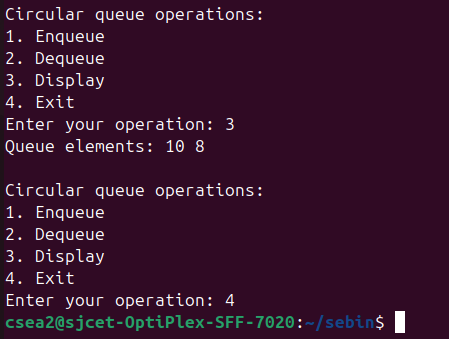 Circular queue operations:
1. Enqueue
2. Dequeue
3. Display
4. Exit
Enter your operation: 3
Queue elements: 10 8
Circular queue operations:
1. Enqueue
2. Dequeue
3. Display
4. Exit
Enter your operation: 4
csea2@sjcet-OptiPlex-SFF-7020:~/sebin$